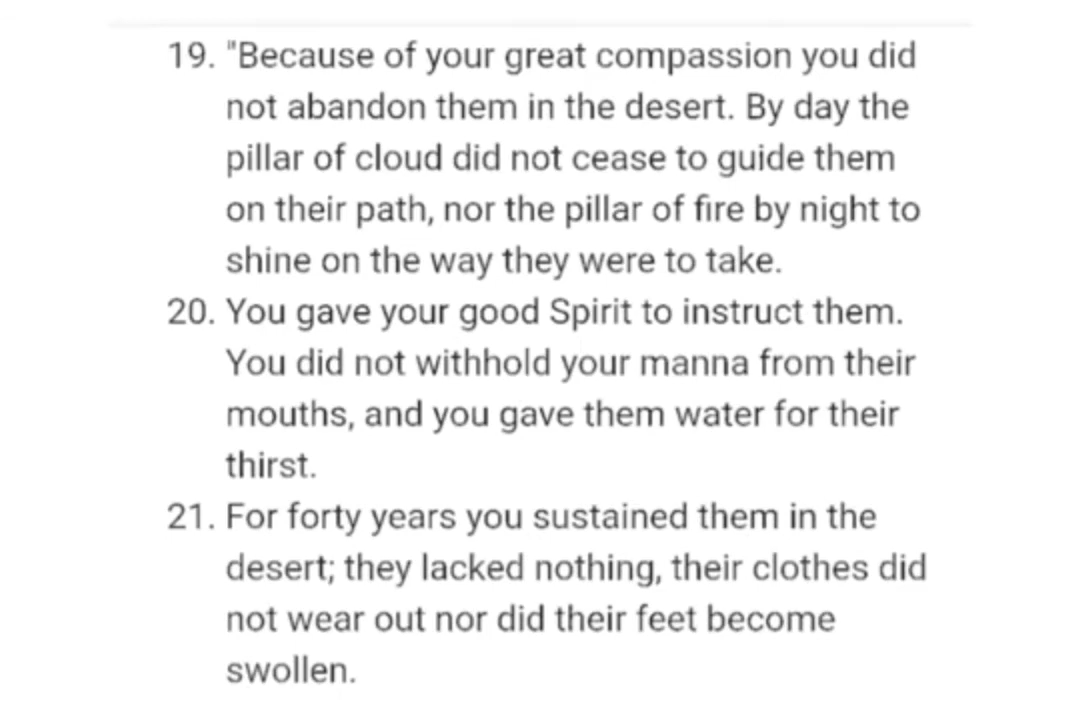 19. "Because of your great compassion you did
not abandon them in the desert. By day the
pillar of cloud did not cease to guide them
on their path, nor the pillar of fire by night to
shine on the way they were to take.
20. You gave your good Spirit to instruct them.
You did not withhold your manna from their
mouths, and you gave them water for their
thirst.
21. For forty years you sustained them in the
desert; they lacked nothing, their clothes did
not wear out nor did their feet become
swollen.